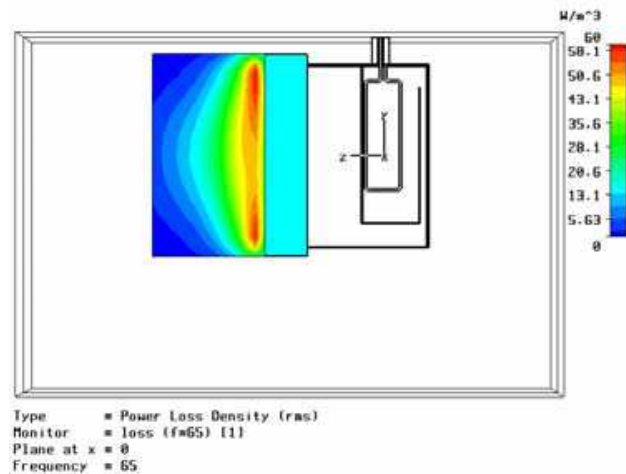 W/m^3
60
58.1
50.6
43.1
35.6
28.1
20.6
13.1
5.63
0
Y
Z
X
Type = Power Loss Density (rms)
Monitor = loss (f=65) [1]
Plane at x = 0
Frequency = 65